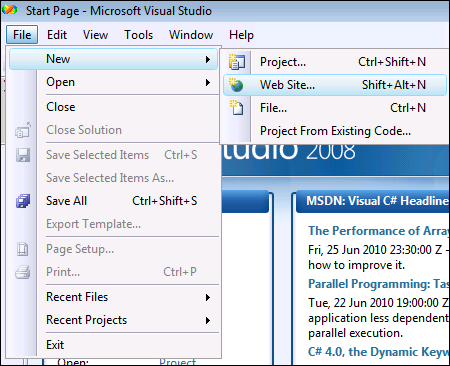 Start Page - Microsoft Visual Studio
File Edit View Tools Window Help
New
Open
Close
Close Solution
Save Selected Items Ctrl+S
Save Selected Items As...
Save All Ctrl+Shift+S
Export Template...
Page Setup...
Print... Ctrl+P
Recent Files
Recent Projects
Exit
Project... Ctrl+Shift+N
Web Site... Shift+Alt+N
File... Ctrl+N
Project From Existing Code...
Studio 2008
MSDN: Visual C# Headline
The Performance of Array
Fri, 25 Jun 2010 23:30:00 Z -
how to improve it.
Parallel Programming: Tas
Tue, 22 Jun 2010 19:00:00 Z
application less dependent
parallel execution.
C# 4.0, the Dynamic Keyw
Open: Project